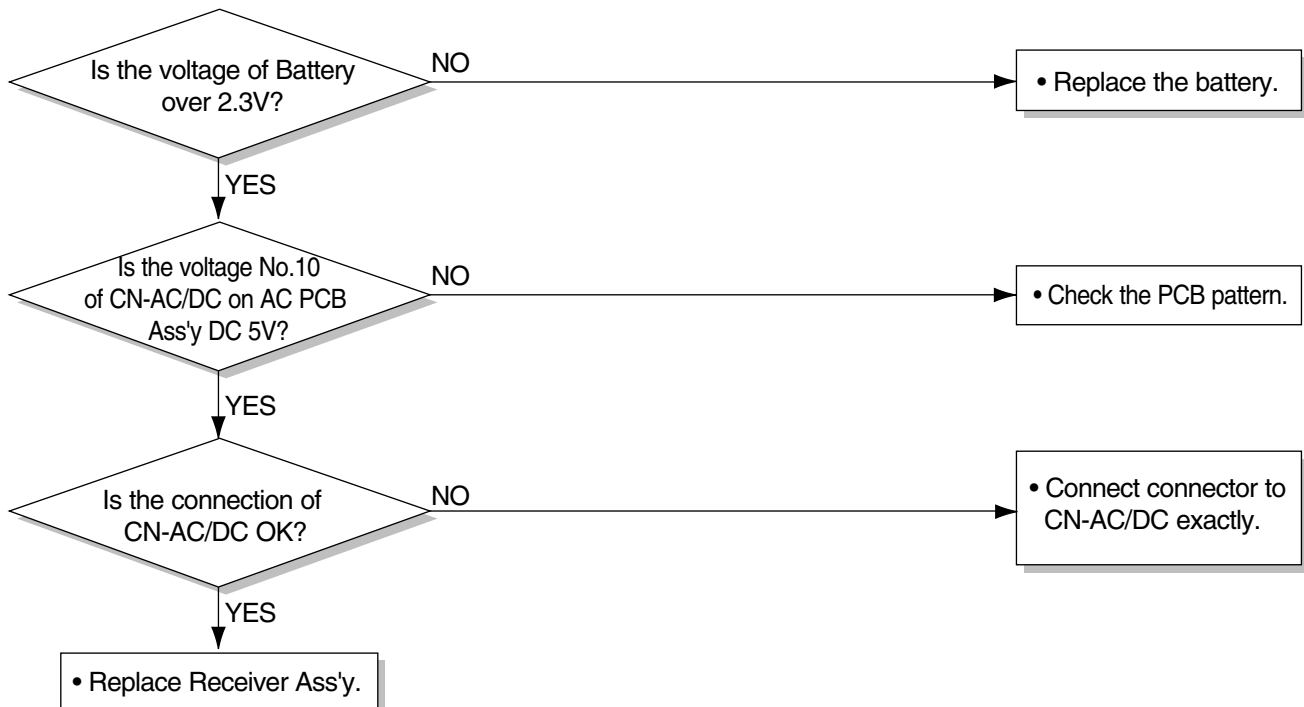 Is the voltage of Battery
over 2.3V?
NO
• Replace the battery.
YES
Is the voltage No.10
of CN-AC/DC on AC PCB
Ass'y DC 5V?
NO
• Check the PCB pattern.
YES
Is the connection of
CN-AC/DC OK?
NO
• Connect connector to
CN-AC/DC exactly.
YES
• Replace Receiver Ass'y.